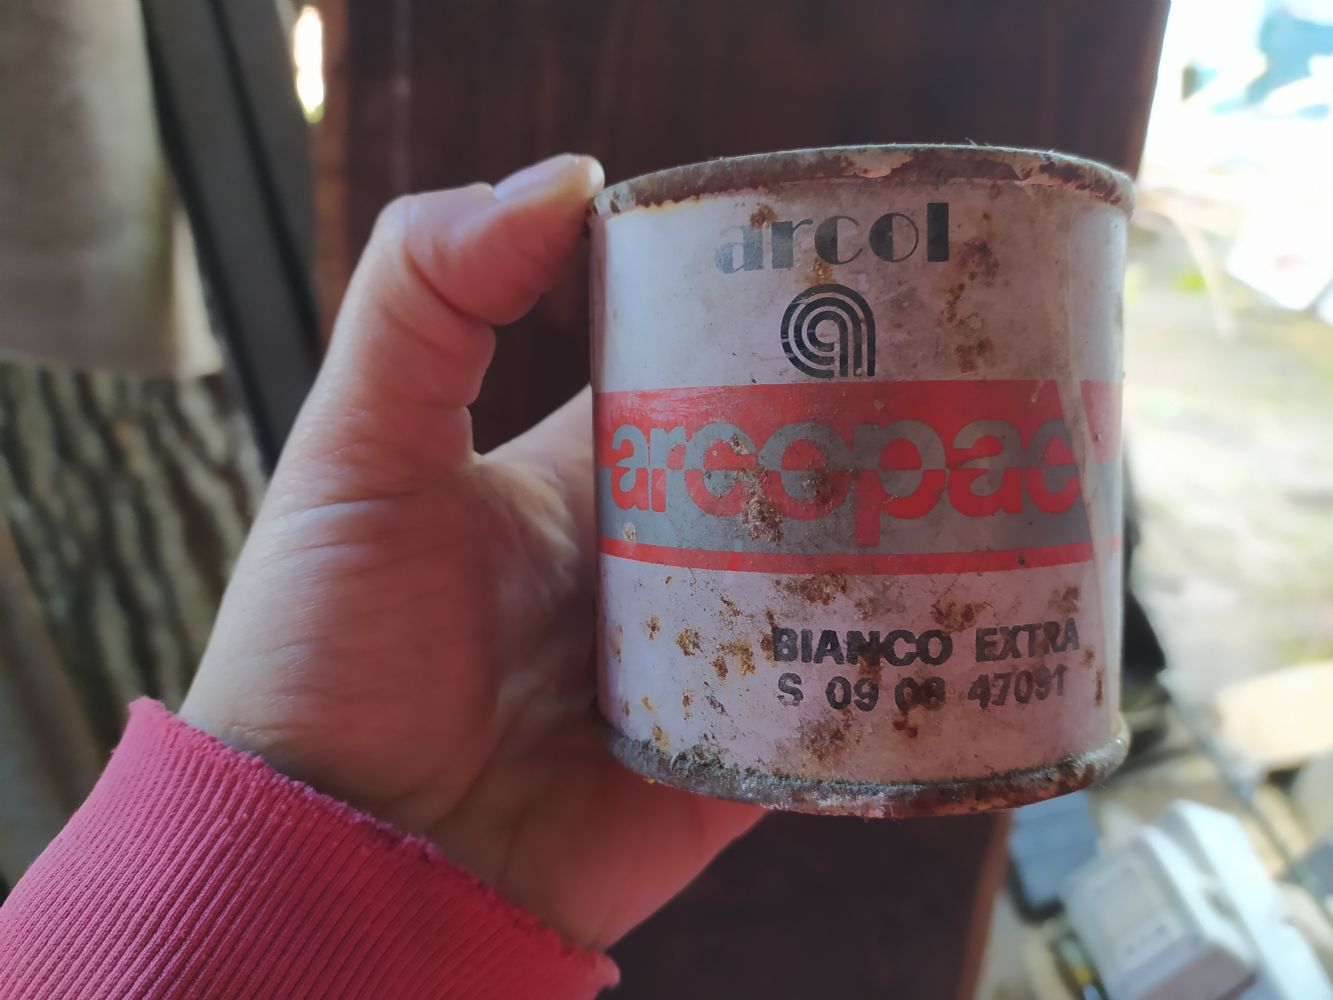 arcol
arcopac
BIANCO EXTRA
S 09 08 47091